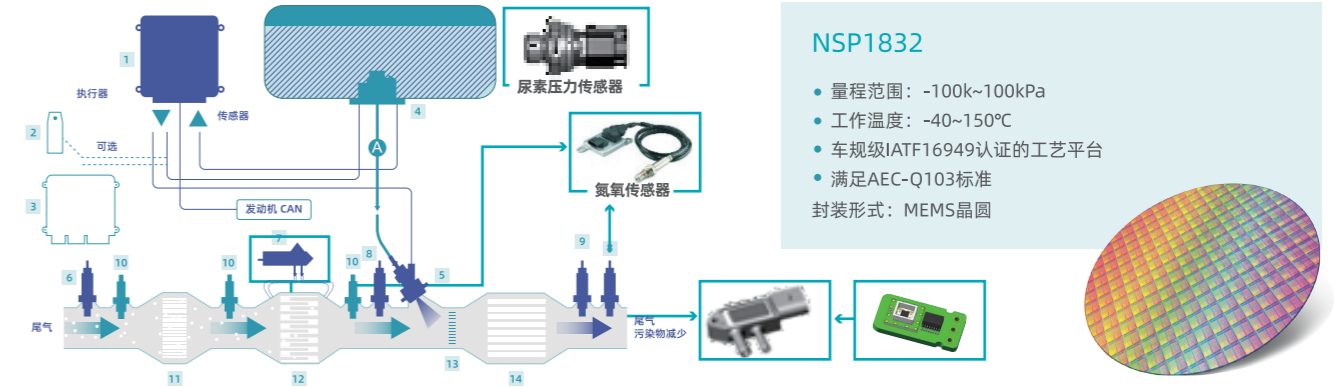 1
执行器
传感器
2
可选
3
发动机 CAN
4
A
尿素压力传感器
氮氧传感器
5
6
10
10
7
10
8
9
8
尾气
尾气
污染物减少
11
12
13
14
NSP1832
量程范围：-100k~100kPa
工作温度：-40~150℃
车规级IATF16949认证的工艺平台
满足AEC-Q103标准
封装形式：MEMS晶圆